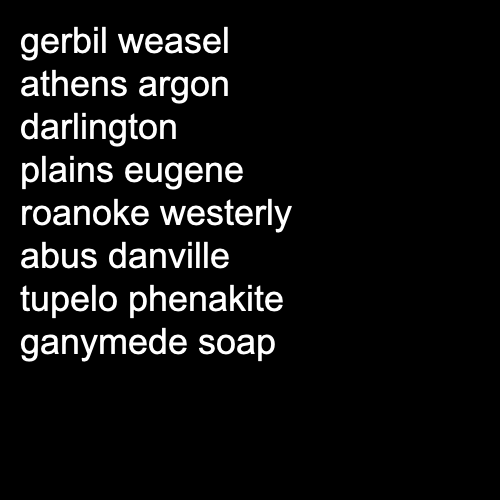 gerbil weasel
athens argon
darlington
plains eugene
roanoke westerly
abus danville
tupelo phenakite
ganymede soap